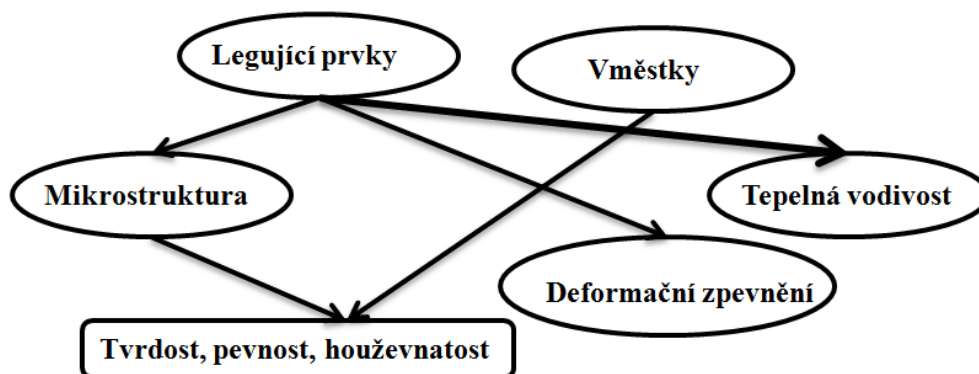 Legující prvky
Vměstky
Mikrostruktura
Tepelná vodivost
Deformační zpevnění
Tvrdost, pevnost, houževnatost